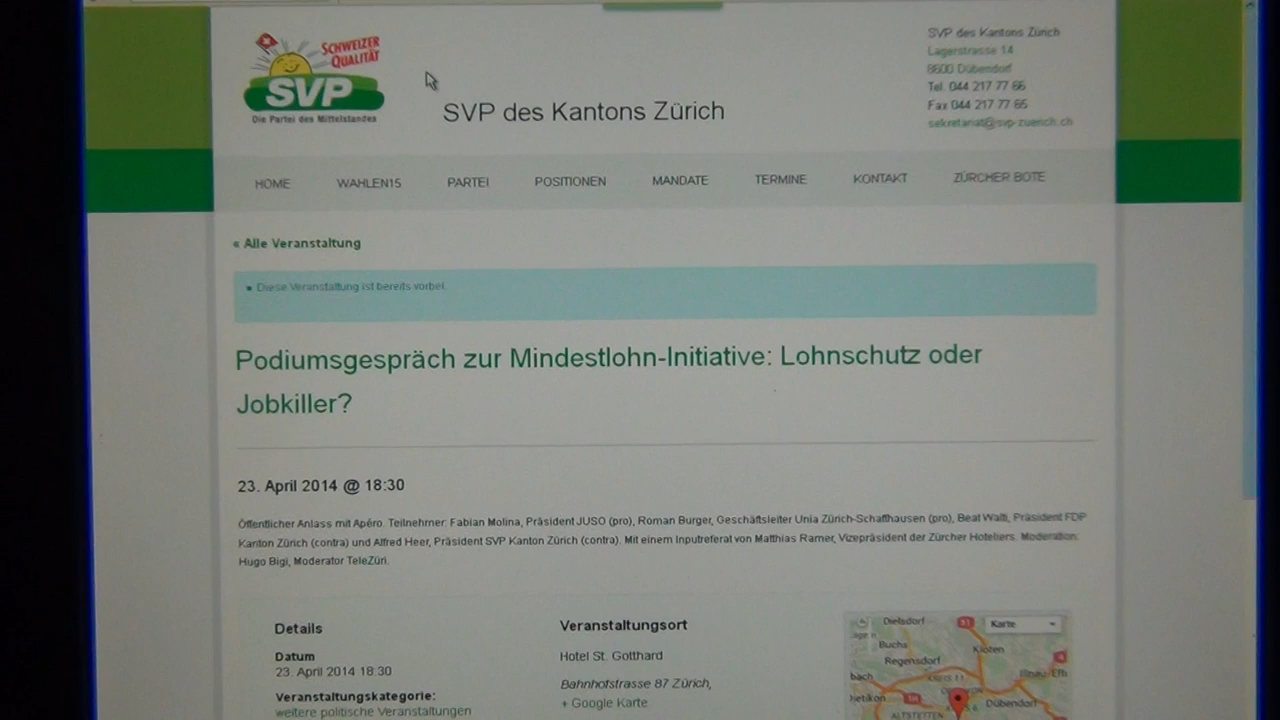 SCHWEIZER
QUALITÄT
SVP
Die Partei des Mittelstandes
SVP des Kantons Zürich
SVP des Kantons Zürich
Lagerstrasse 14
8600 Dübendorf
Tel. 044 217 77 66
Fax 044 217 77 65
sekretariat@svp-zuerich.ch
HOME WAHLEN15 PARTEI POSITIONEN MANDATE TERMINE KONTAKT ZÜRCHER BOTE
« Alle Veranstaltung
Diese Veranstaltung ist bereits vorbei.
Podiumsgespräch zur Mindestlohn-Initiative: Lohnschutz oder
Jobkiller?
23. April 2014 @ 18:30
Öffentlicher Anlass mit Apéro. Teilnehmer: Fabian Molina, Präsident JUSO (pro), Roman Burger, Geschäftsleiter Unia Zürich-Schaffhausen (pro), Beat Walti, Präsident FDP
Kanton Zürich (contra) und Alfred Heer, Präsident SVP Kanton Zürich (contra). Mit einem Inputreferat von Matthias Ramer, Vizepräsident der Zürcher Hoteliers. Moderation:
Hugo Bigi, Moderator TeleZüri.
Details
Datum
23. April 2014 18:30
Veranstaltungskategorie:
weitere politische Veranstaltungen
Veranstaltungsort
Hotel St. Gotthard
Bahnhofstrasse 87 Zürich,
+ Google Karte
Dielsdorf
Karte
Buchs
Kloten
Regensdorf
bach
Dübendorf
ALTSTETTEN